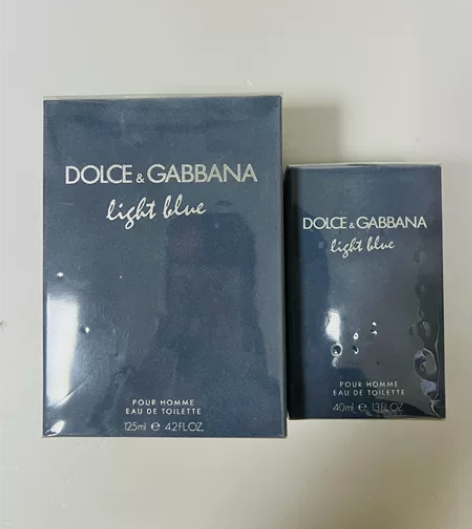 DOLCE & GABBANA
light blue
POUR HOMME
EAU DE TOILETTE
125ml e 4.2FL.OZ
DOLCE & GABBANA
light blue
POUR HOMME
EAU DE TOILETTE
40ml e 1.3FL.OZ